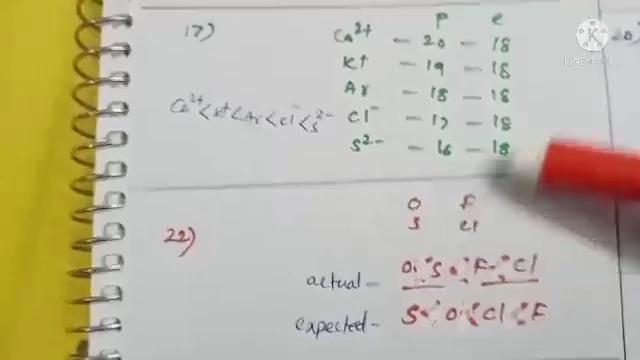 17)
Ca2+ — 20 — 18
p e
K+ — 19 — 18
Ar — 18 — 18
Cl- — 17 — 18
S2- — 16 — 18
Ca2+ < K+ < Ar < Cl- < S2-
22)
O F
S Cl
actual – O S F Cl
expected – S < O < Cl < F
K